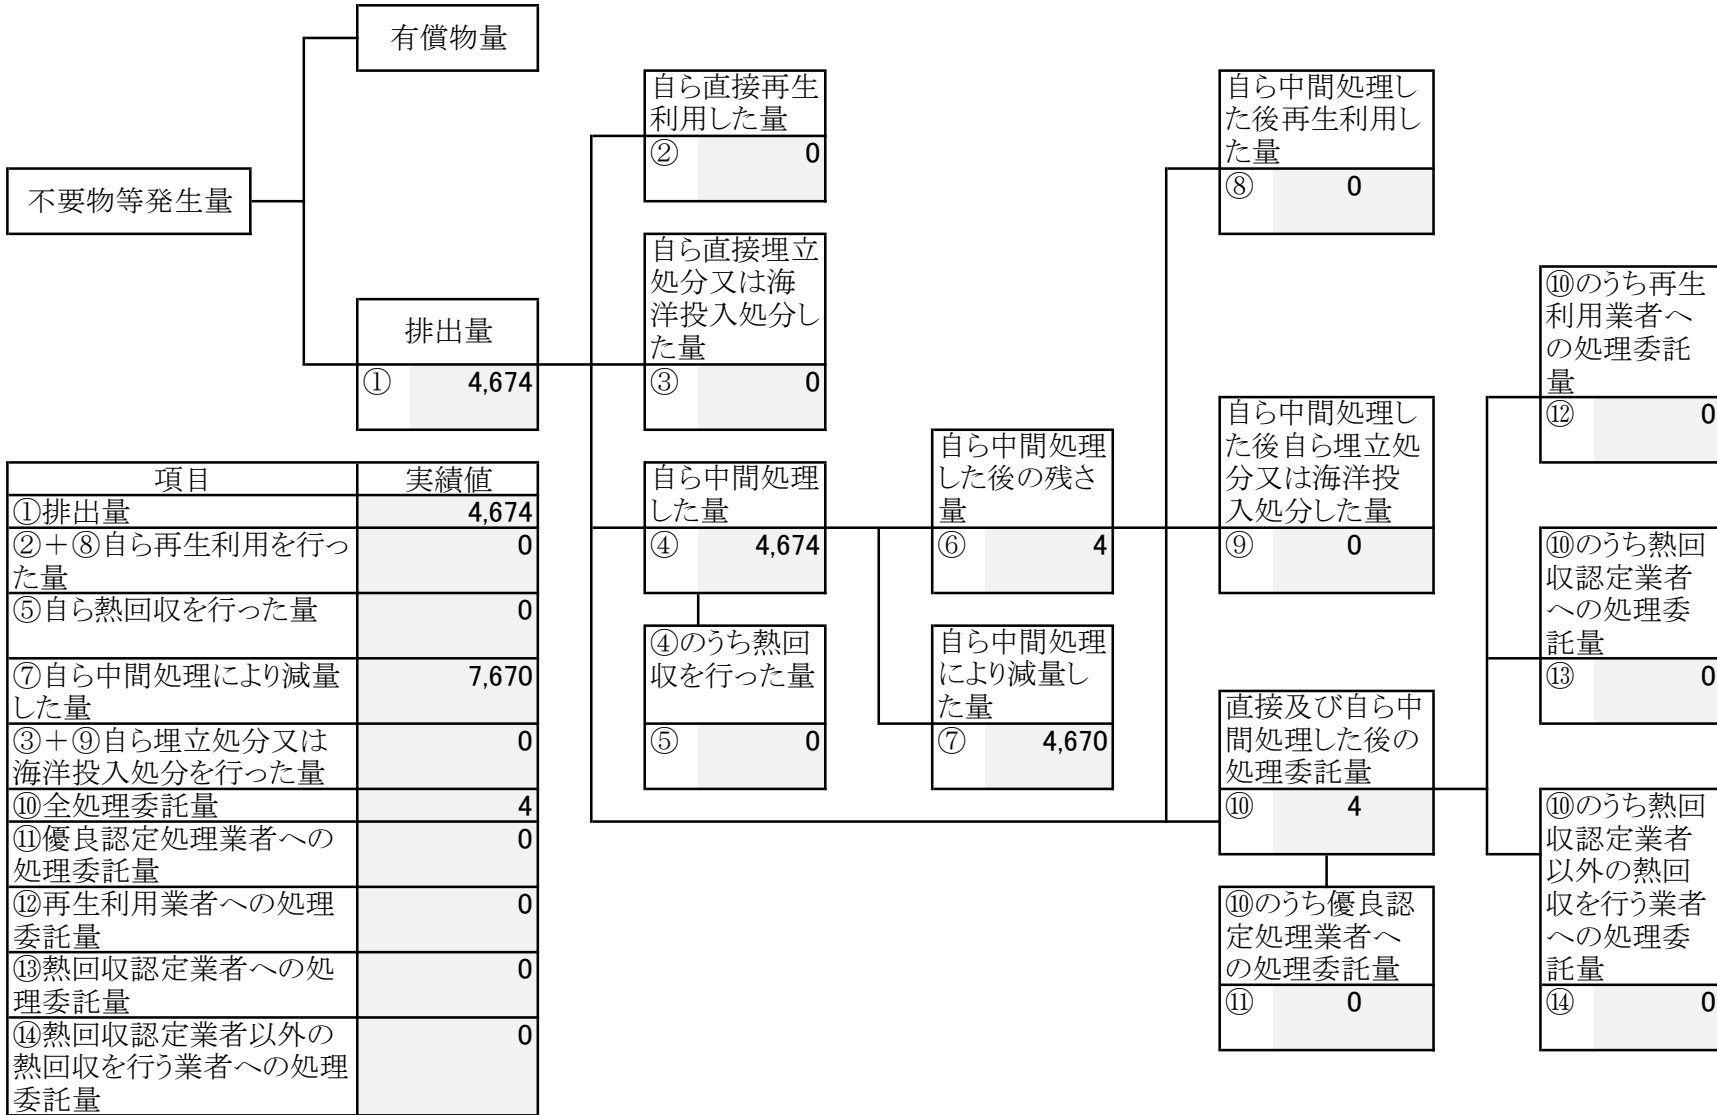 有償物量
不要物等発生量
排出量
① 4,674
自ら直接再生
利用した量
② 0
自ら直接埋立
処分又は海
洋投入処分し
た量
③ 0
自ら中間処理
した量
④ 4,674
④のうち熱回
収を行った量
⑤ 0
自ら中間処理
した後の残さ
量
⑥ 4
自ら中間処理
により減量し
た量
⑦ 4,670
自ら中間処理し
た後再生利用し
た量
⑧ 0
自ら中間処理し
た後自ら埋立処
分又は海洋投
入処分した量
⑨ 0
直接及び自ら中
間処理した後の
処理委託量
⑩ 4
⑩のうち優良認
定処理業者へ
の処理委託量
⑪ 0
⑩のうち再生
利用業者へ
の処理委託
量
⑫ 0
⑩のうち熱回
収認定業者
への処理委
託量
⑬ 0
⑩のうち熱回
収認定業者
以外の熱回
収を行う業者
への処理委
託量
⑭ 0
項目 実績値
①排出量 4,674
②＋⑧自ら再生利用を行っ 0
た量
⑤自ら熱回収を行った量 0
⑦自ら中間処理により減量 7,670
した量
③＋⑨自ら埋立処分又は 0
海洋投入処分を行った量
⑩全処理委託量 4
⑪優良認定処理業者への 0
処理委託量
⑫再生利用業者への処理 0
委託量
⑬熱回収認定業者への処 0
理委託量
⑭熱回収認定業者以外の 0
熱回収を行う業者への処理
委託量